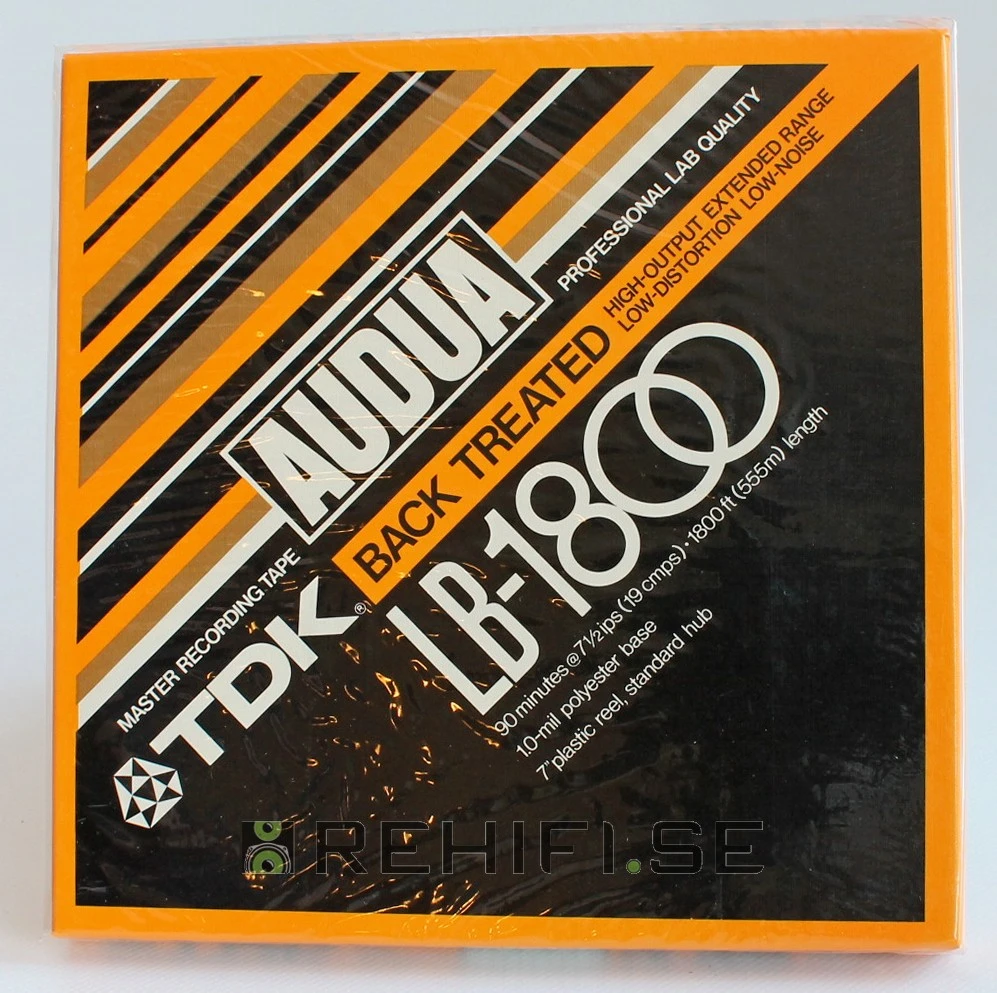 MASTER RECORDING TAPE
AUDUA
PROFESSIONAL LAB QUALITY
TDK®
BACK TREATED
HIGH-OUTPUT EXTENDED RANGE
LOW-DISTORTION LOW-NOISE
LB-1800
90 minutes @ 7½ ips (19 cmps) · 1800 ft (555m) length
1.0-mil polyester base
7" plastic reel, standard hub
REHIFI.SE